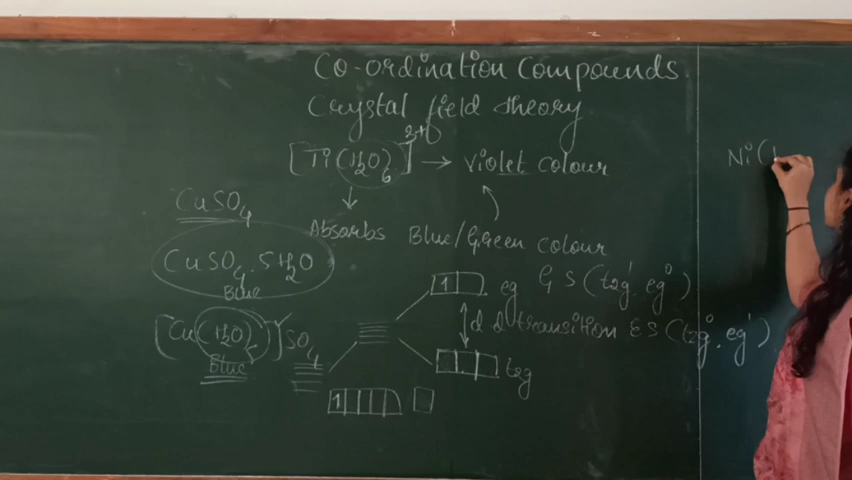 Co-ordination Compounds
Crystal field theory
[Ti(H2O)6]3+ → violet colour
Ni(
CuSO4
Absorbs Blue/Green colour
CuSO4.5H2O
Blue
1 eg GS(t2g1 eg0)
[Cu(H2O) ]SO4
d d transition ES(t2g0.eg1)
Blue
t2g
1